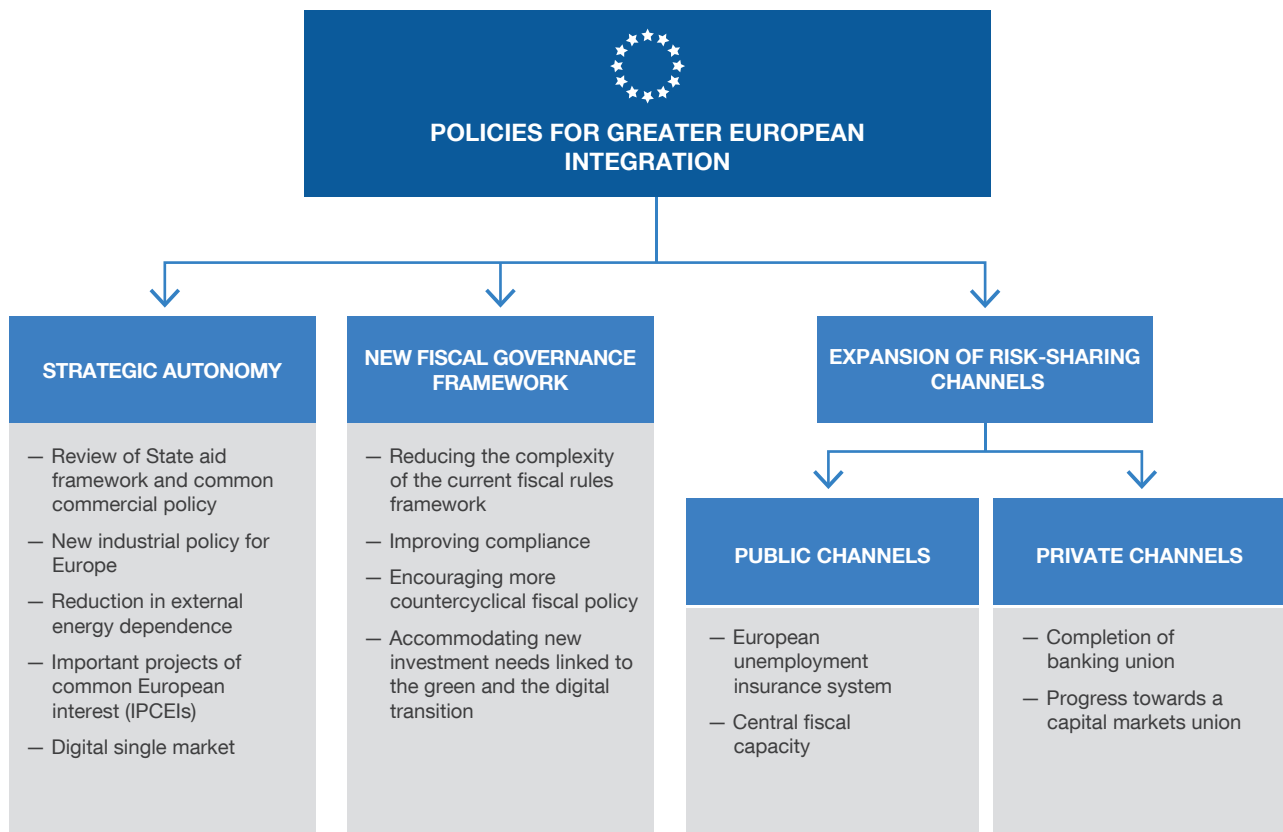 POLICIES FOR GREATER EUROPEAN
INTEGRATION
STRATEGIC AUTONOMY
— Review of State aid
framework and common
commercial policy
— New industrial policy for
Europe
— Reduction in external
energy dependence
— Important projects of
common European
interest (IPCEIs)
— Digital single market
NEW FISCAL GOVERNANCE
FRAMEWORK
— Reducing the complexity
of the current fiscal rules
framework
— Improving compliance
— Encouraging more
countercyclical fiscal policy
— Accommodating new
investment needs linked to
the green and the digital
transition
EXPANSION OF RISK-SHARING
CHANNELS
PUBLIC CHANNELS
— European
unemployment
insurance system
— Central fiscal
capacity
PRIVATE CHANNELS
— Completion of
banking union
— Progress towards a
capital markets union